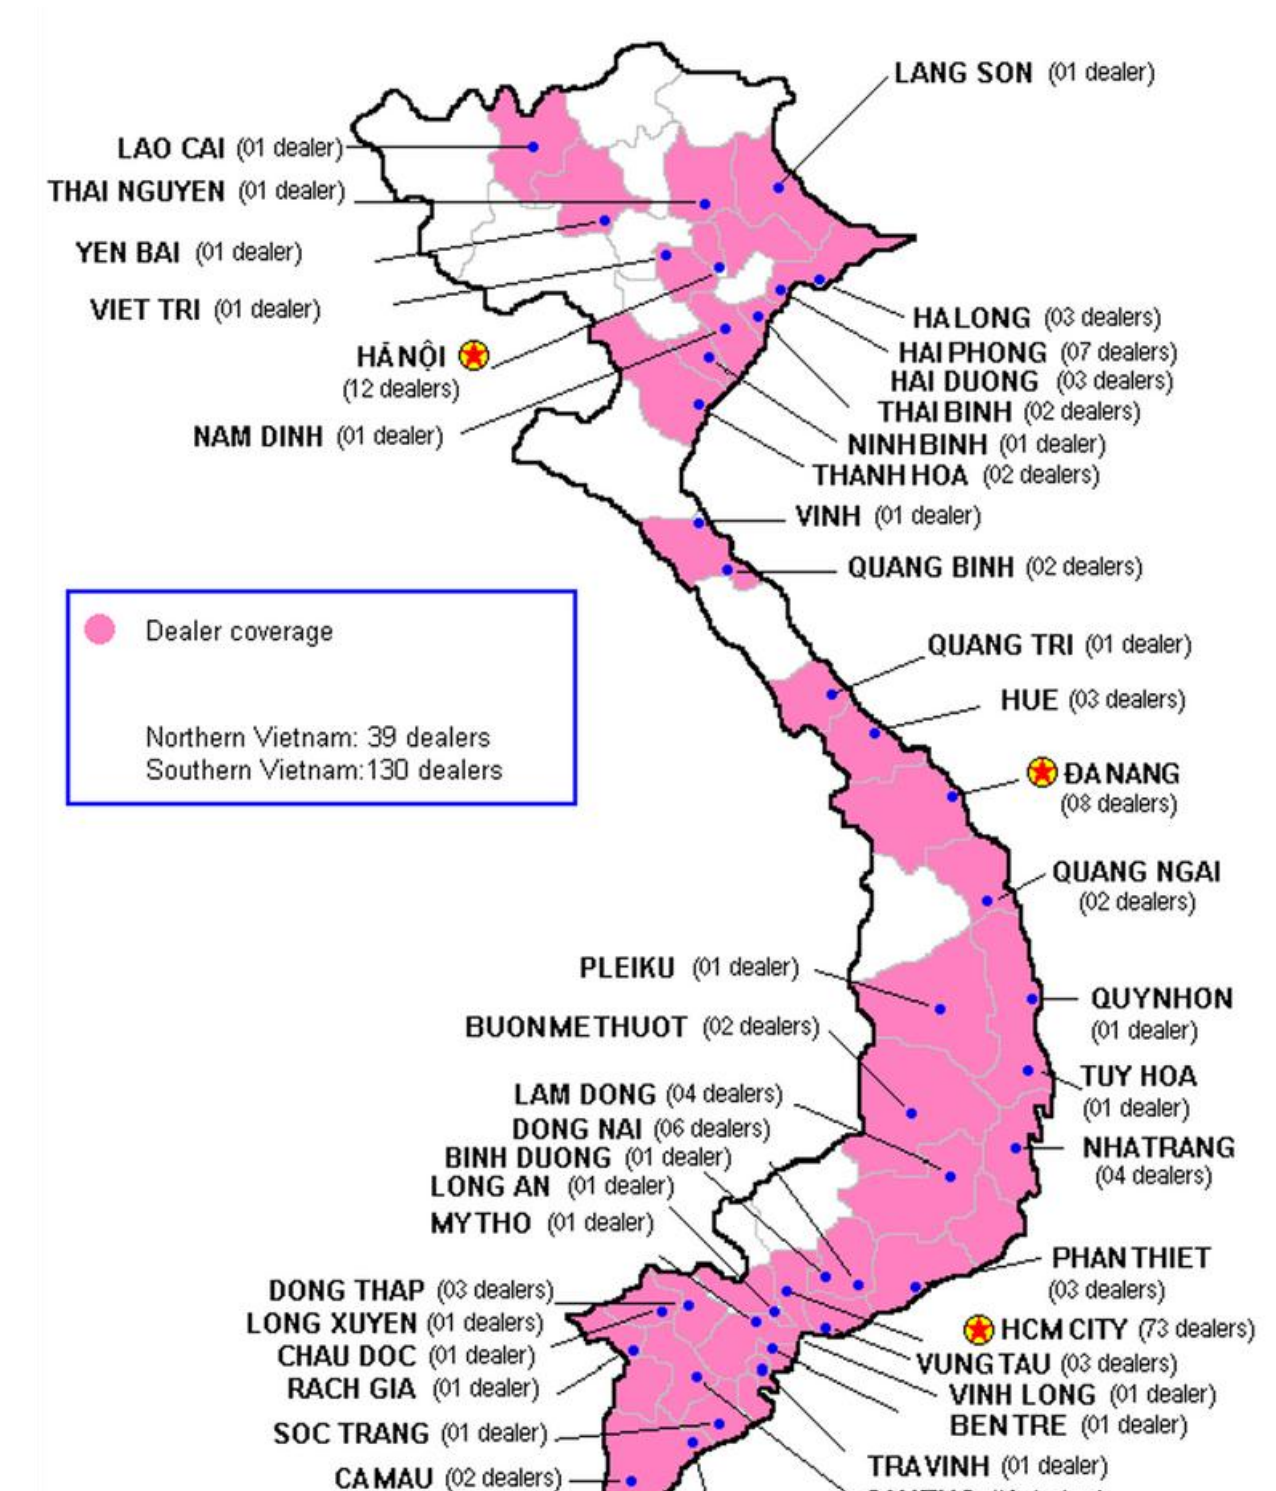 LANG SON (01 dealer)
LAO CAI (01 dealer)
THAI NGUYEN (01 dealer)
YEN BAI (01 dealer)
VIET TRI (01 dealer)
HÀ NỘI
(12 dealers)
NAM DINH (01 dealer)
HALONG (03 dealers)
HAIPHONG (07 dealers)
HAI DUONG (03 dealers)
THAI BINH (02 dealers)
NINH BINH (01 dealer)
THANH HOA (02 dealers)
VINH (01 dealer)
QUANG BINH (02 dealers)
Dealer coverage
Northern Vietnam: 39 dealers
Southern Vietnam:130 dealers
QUANG TRI (01 dealer)
HUE (03 dealers)
ĐA NANG
(08 dealers)
QUANG NGAI
(02 dealers)
PLEIKU (01 dealer)
BUONMETHUOT (02 dealers)
QUYNHON
(01 dealer)
TUY HOA
(01 dealer)
LAM DONG (04 dealers)
DONG NAI (06 dealers)
BINH DUONG (01 dealer)
LONG AN (01 dealer)
MYTHO (01 dealer)
NHATRANG
(04 dealers)
PHAN THIET
(03 dealers)
DONG THAP (03 dealers)
LONG XUYEN (01 dealers)
CHAU DOC (01 dealer)
RACH GIA (01 dealer)
SOC TRANG (01 dealer)
CA MAU (02 dealers)
HCM CITY (73 dealers)
VUNG TAU (03 dealers)
VINH LONG (01 dealer)
BEN TRE (01 dealer)
TRAVINH (01 dealer)